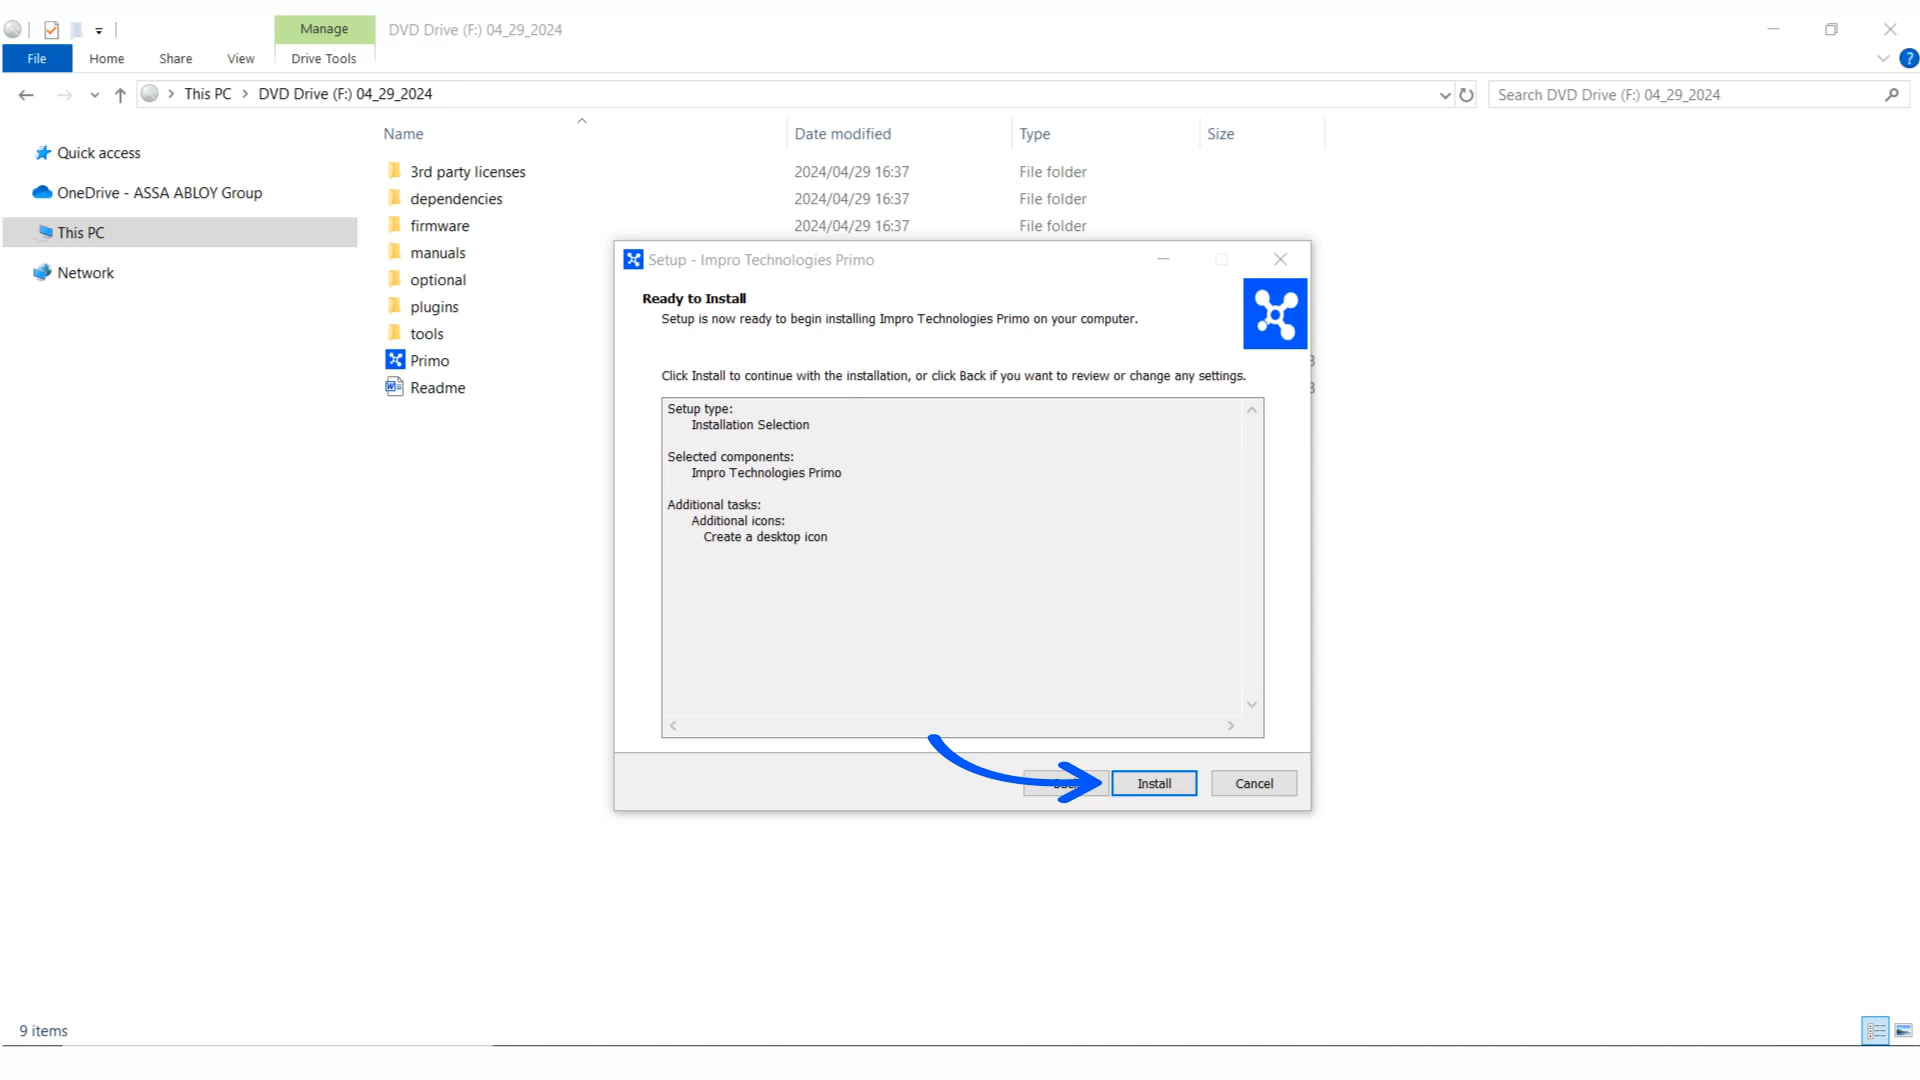 Manage
DVD Drive (F:) 04_29_2024
File
Home
Share
View
Drive Tools
?
This PC
DVD Drive (F:) 04_29_2024
Search DVD Drive (F:) 04_29_2024
Quick access
OneDrive - ASSA ABLOY Group
This PC
Network
Name
Date modified
Type
Size
3rd party licenses
2024/04/29 16:37
File folder
dependencies
2024/04/29 16:37
File folder
firmware
2024/04/29 16:37
File folder
manuals
optional
plugins
tools
Primo
Readme
Setup - Impro Technologies Primo
Ready to Install
Setup is now ready to begin installing Impro Technologies Primo on your computer.
Click Install to continue with the installation, or click Back if you want to review or change any settings.
Setup type:
Installation Selection
Selected components:
Impro Technologies Primo
Additional tasks:
Additional icons:
Create a desktop icon
Install
Cancel
9 items